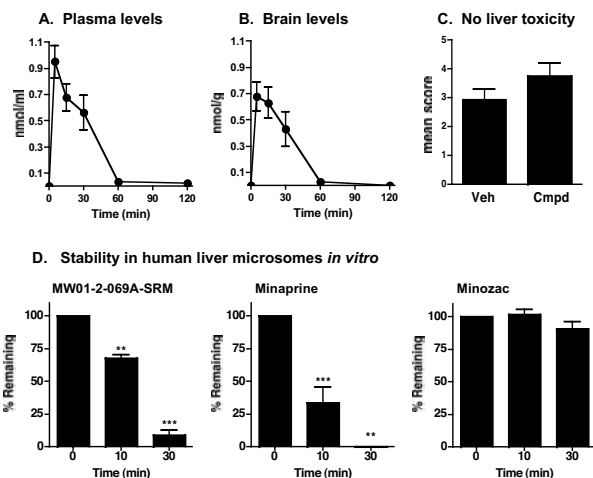 A. Plasma levels
B. Brain levels
C. No liver toxicity
nmol/ml
1.1
0.9
0.7
0.5
0.3
0.1
0 30 60 90 120
Time (min)
nmol/g
1.1
0.9
0.7
0.5
0.3
0.1
0 30 60 90 120
Time (min)
mean score
5
4
3
2
1
0
Veh Cmpd
D. Stability in human liver microsomes in vitro
MW01-2-069A-SRM
% Remaining
100
75
50
25
0
**
***
0 10 30
Time (min)
Minaprine
% Remaining
100
75
50
25
0
***
**
0 10 30
Time (min)
Minozac
% Remaining
100
75
50
25
0
0 10 30
Time (min)